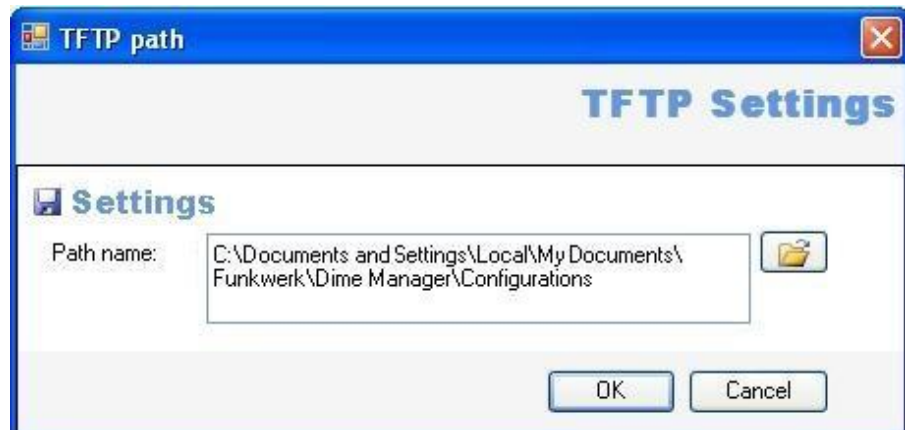 TFTP path
TFTP Settings
Settings
Path name:
C:\Documents and Settings\Local\My Documents\
Funkwerk\Dime Manager\Configurations
OK
Cancel